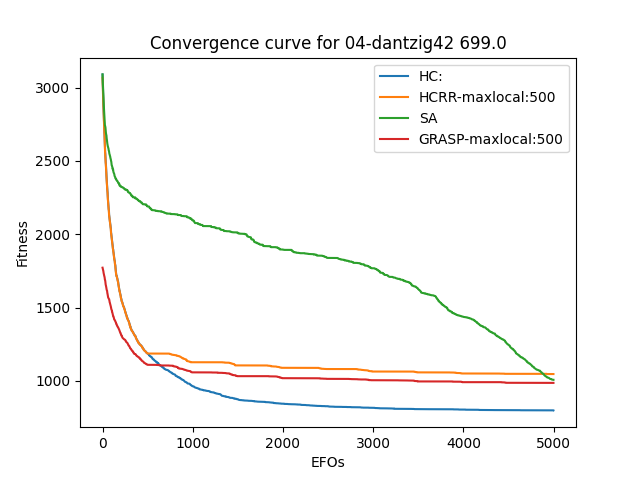 Convergence curve for 04-dantzig42 699.0
HC:
HCRR-maxlocal:500
SA
GRASP-maxlocal:500
Fitness
3000
2500
2000
1500
1000
0
1000
2000
3000
4000
5000
EFOs